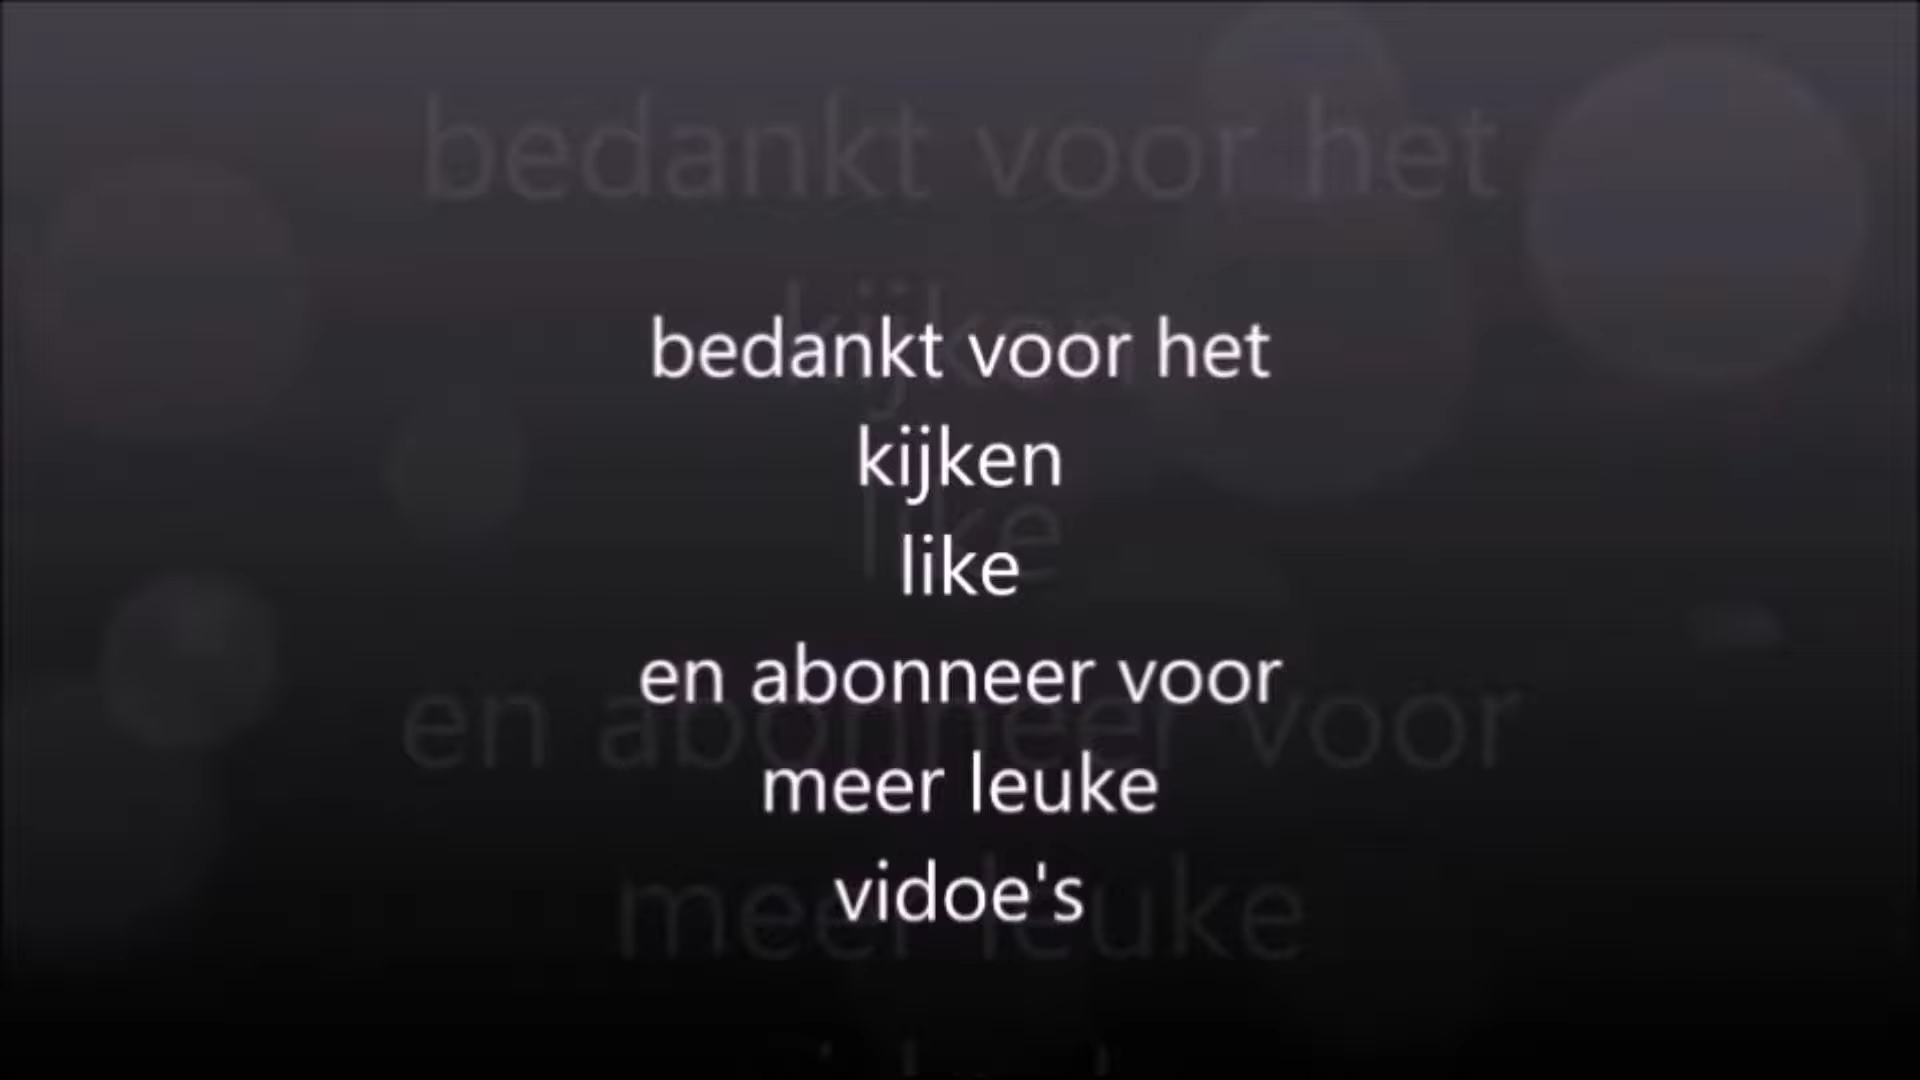 bedankt voor het
kijken
like
en abonneer voor
meer leuke
vidoe's